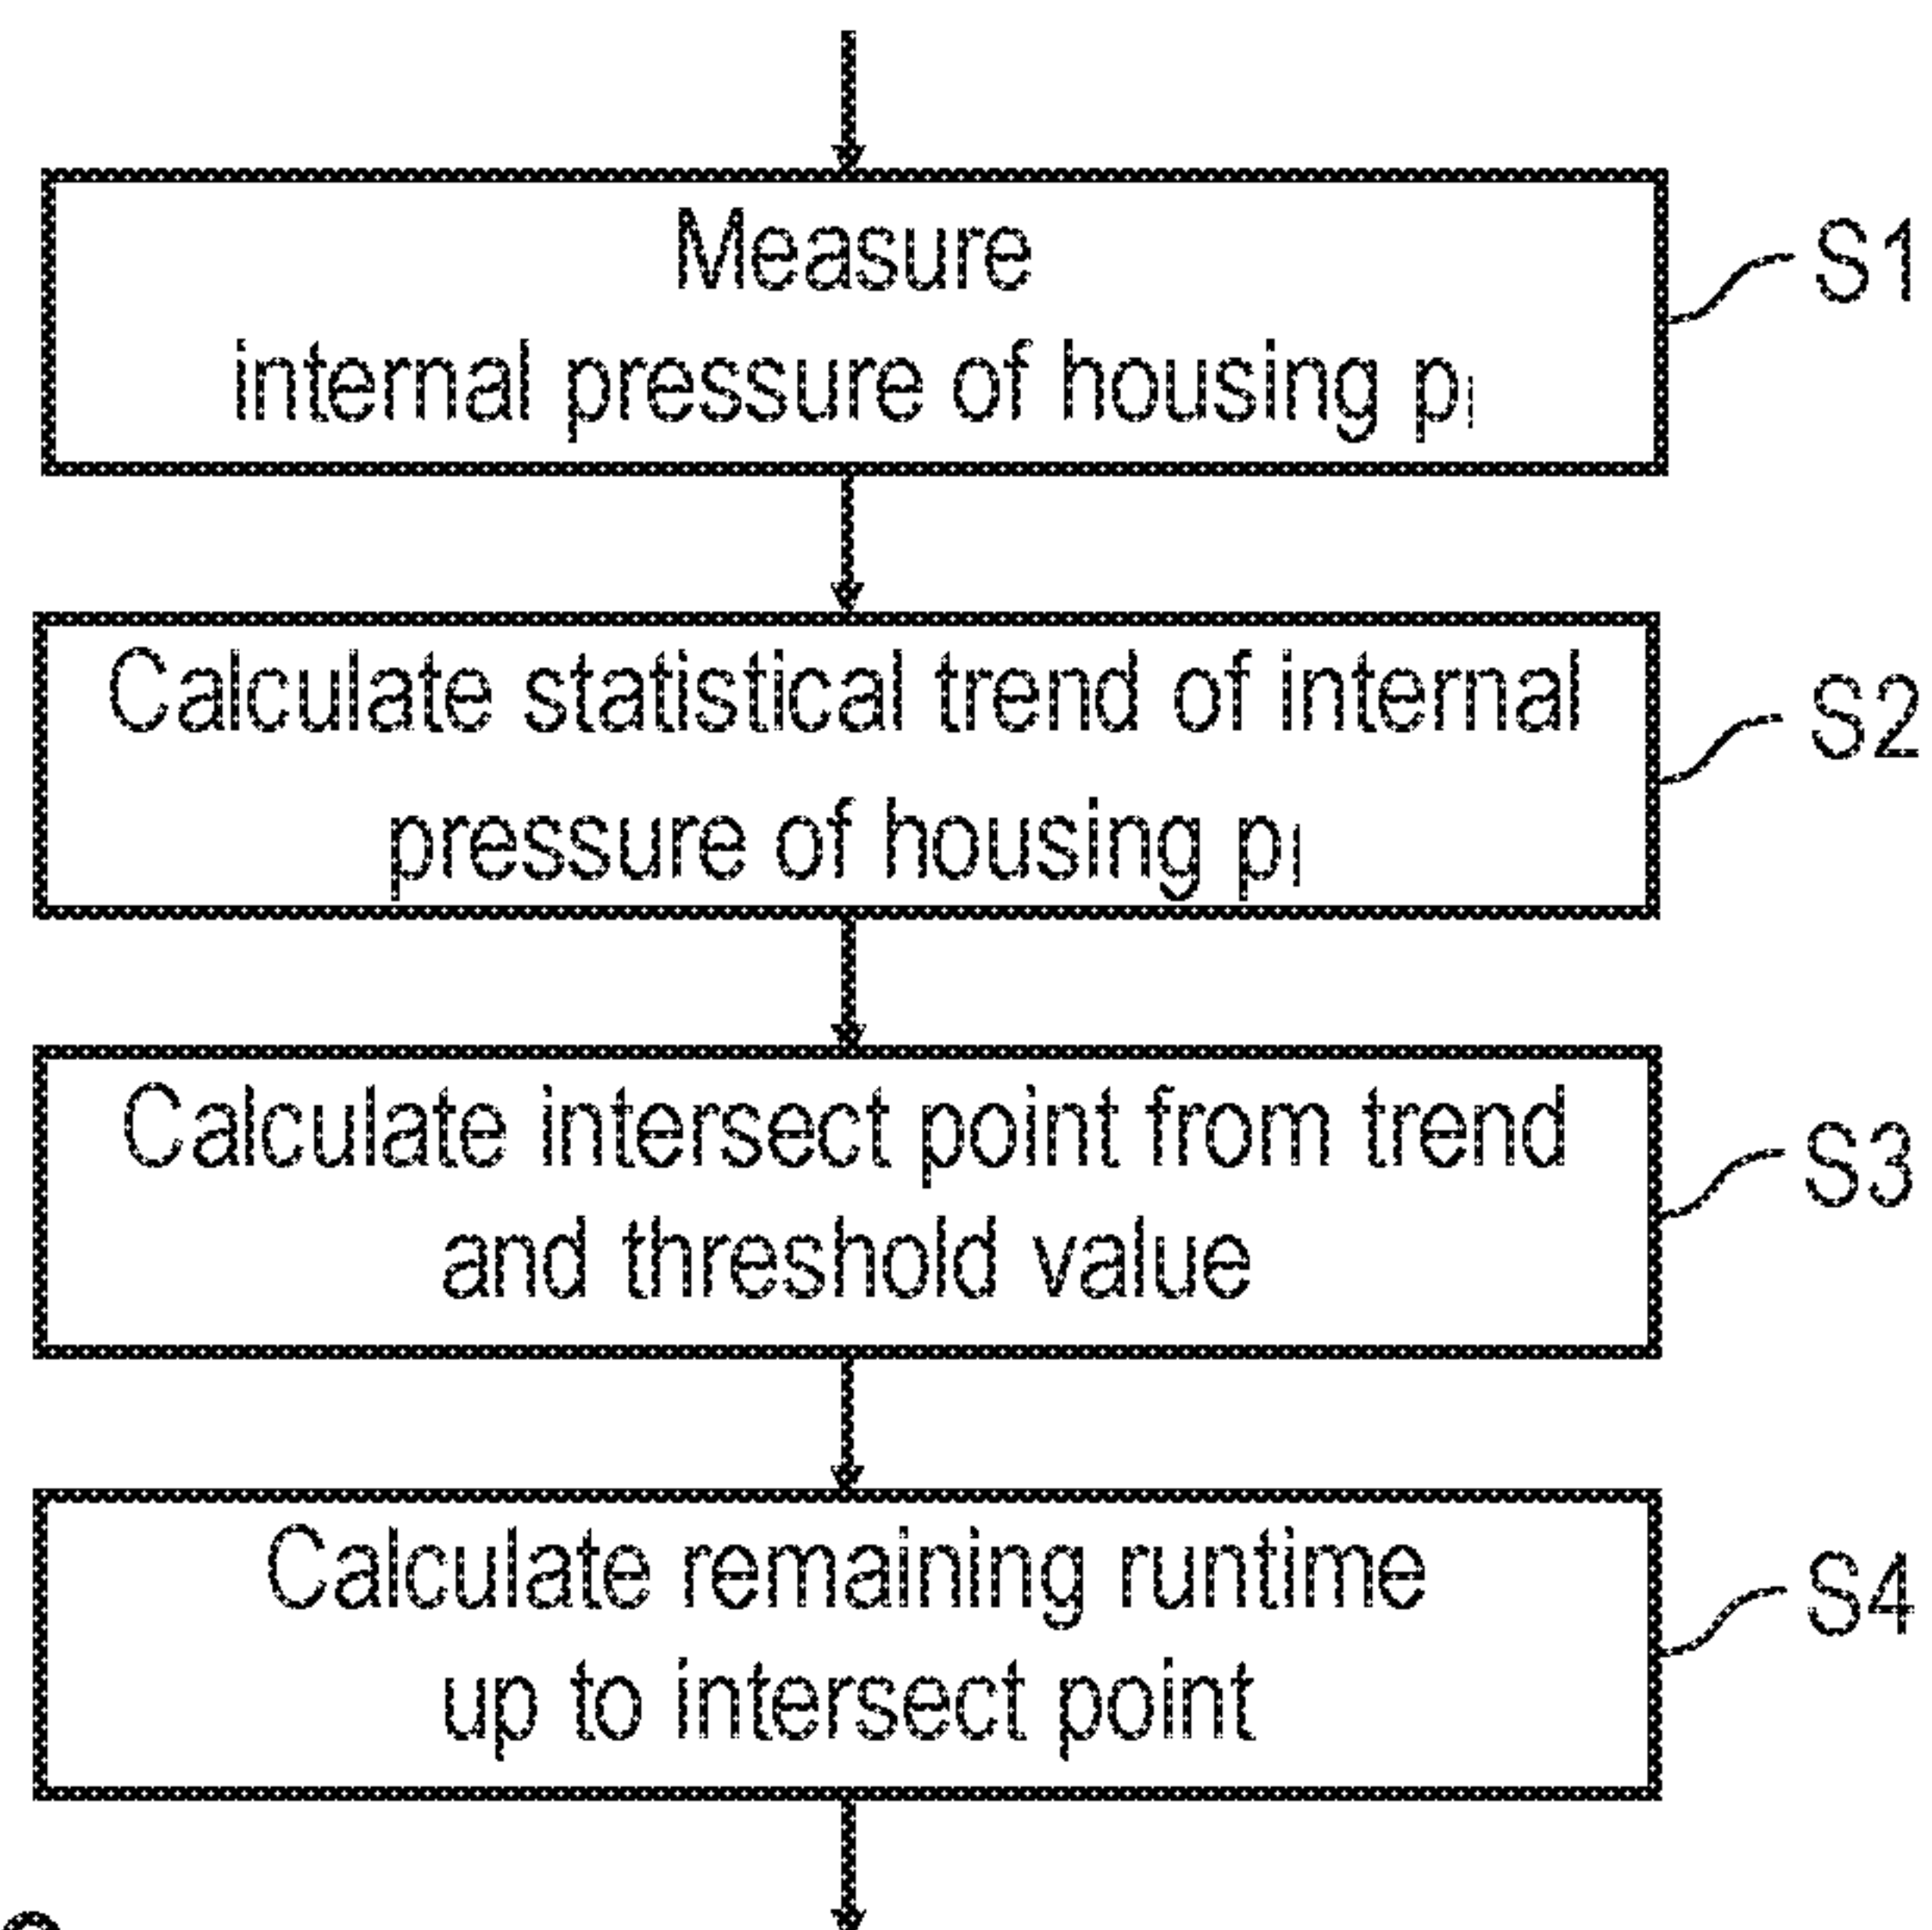 Measure
internal pressure of housing pI
S1
Calculate statistical trend of internal
pressure of housing pI
S2
Calculate intersect point from trend
and threshold value
S3
Calculate remaining runtime
up to intersect point
S4